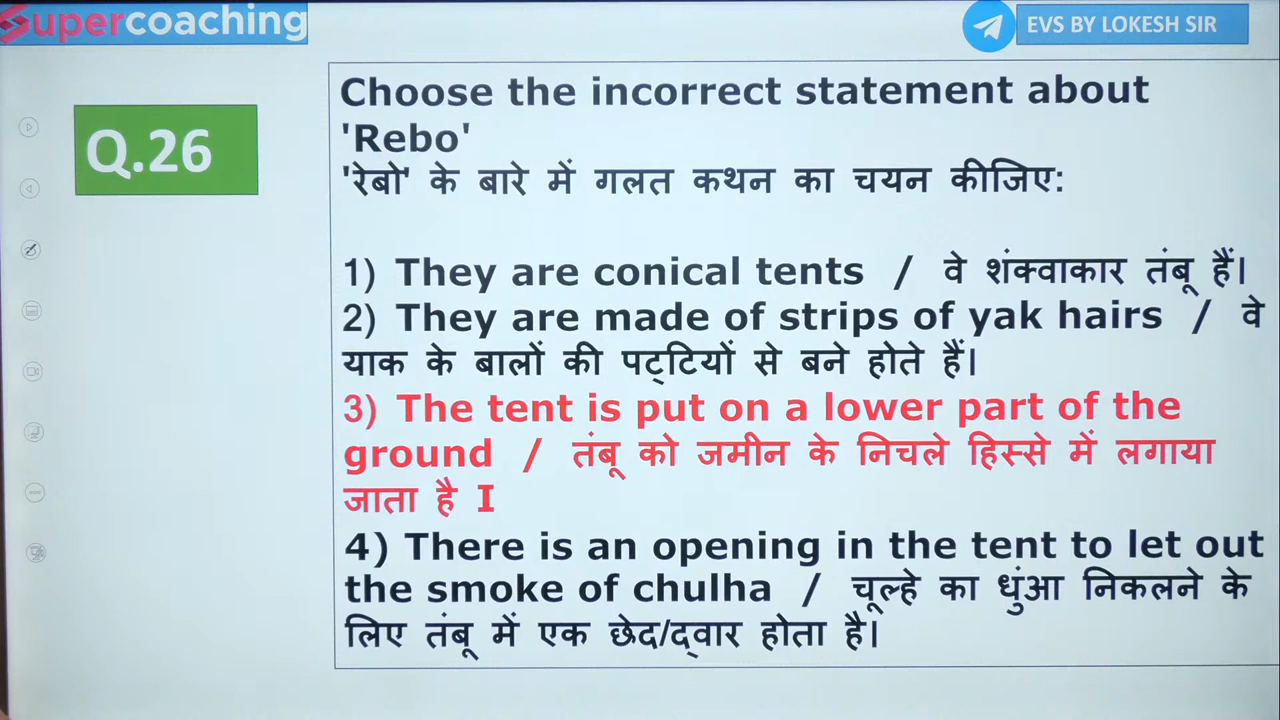 Supercoaching
EVS BY LOKESH SIR
Q.26
Choose the incorrect statement about
'Rebo'
'रेबो' के बारे में गलत कथन का चयन कीजिए:
1) They are conical tents / वे शंक्वाकार तंबू हैं।
2) They are made of strips of yak hairs / वे
याक के बालों की पट्टियों से बने होते हैं।
3) The tent is put on a lower part of the
ground / तंबू को जमीन के निचले हिस्से में लगाया
जाता है I
4) There is an opening in the tent to let out
the smoke of chulha / चूल्हे का धुंआ निकलने के
लिए तंबू में एक छेद/द्वार होता है।